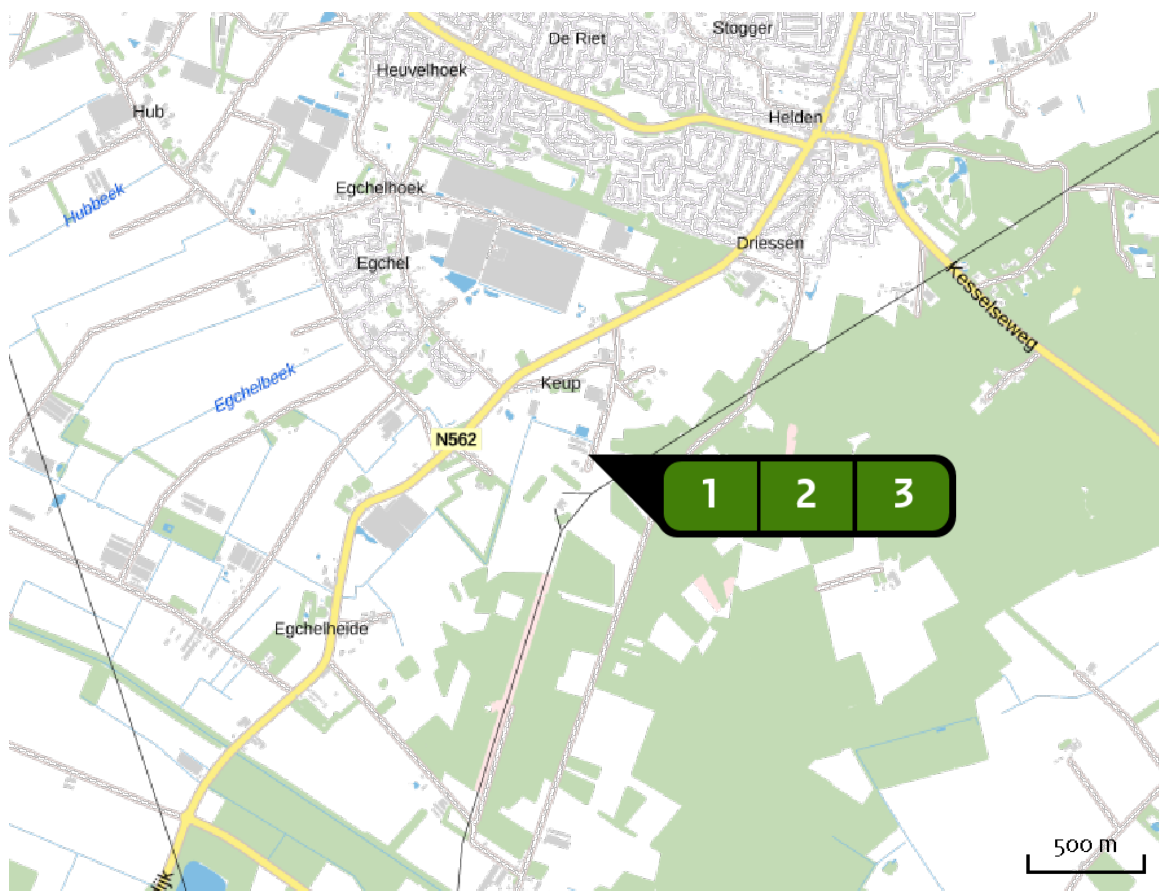 Stogger
De Riet
Heuvelhoek
Hub
Helden
Egchelhoek
Hubbeek
Driessen
Egchel
Kesselseweg
Keup
Egchelbeek
N562
1 2 3
Egchelheide
500 m